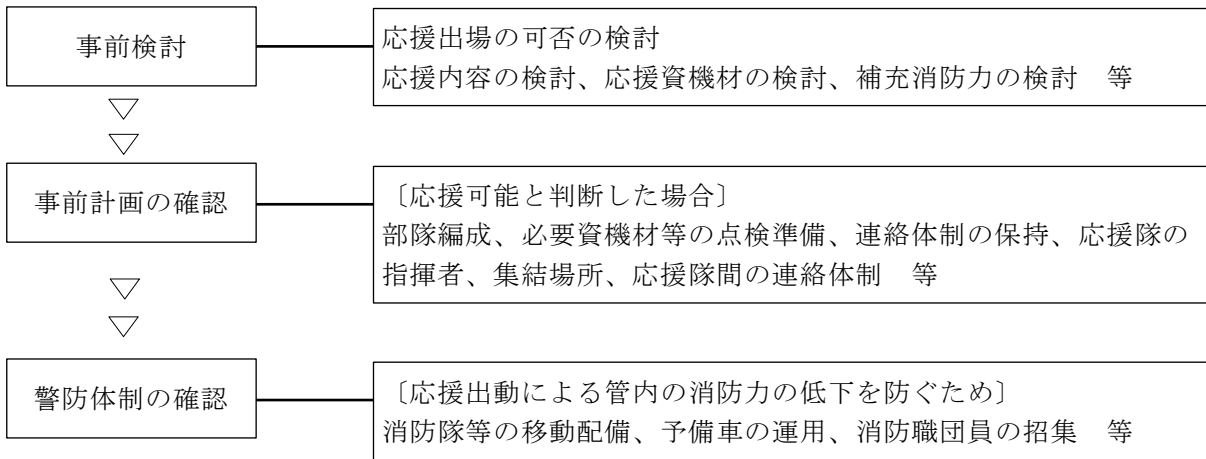 事前検討
応援出場の可否の検討
応援内容の検討、応援資機材の検討、補充消防力の検討　等
事前計画の確認
〔応援可能と判断した場合〕
部隊編成、必要資機材等の点検準備、連絡体制の保持、応援隊の
指揮者、集結場所、応援隊間の連絡体制　等
警防体制の確認
〔応援出動による管内の消防力の低下を防ぐため〕
消防隊等の移動配備、予備車の運用、消防職団員の招集　等